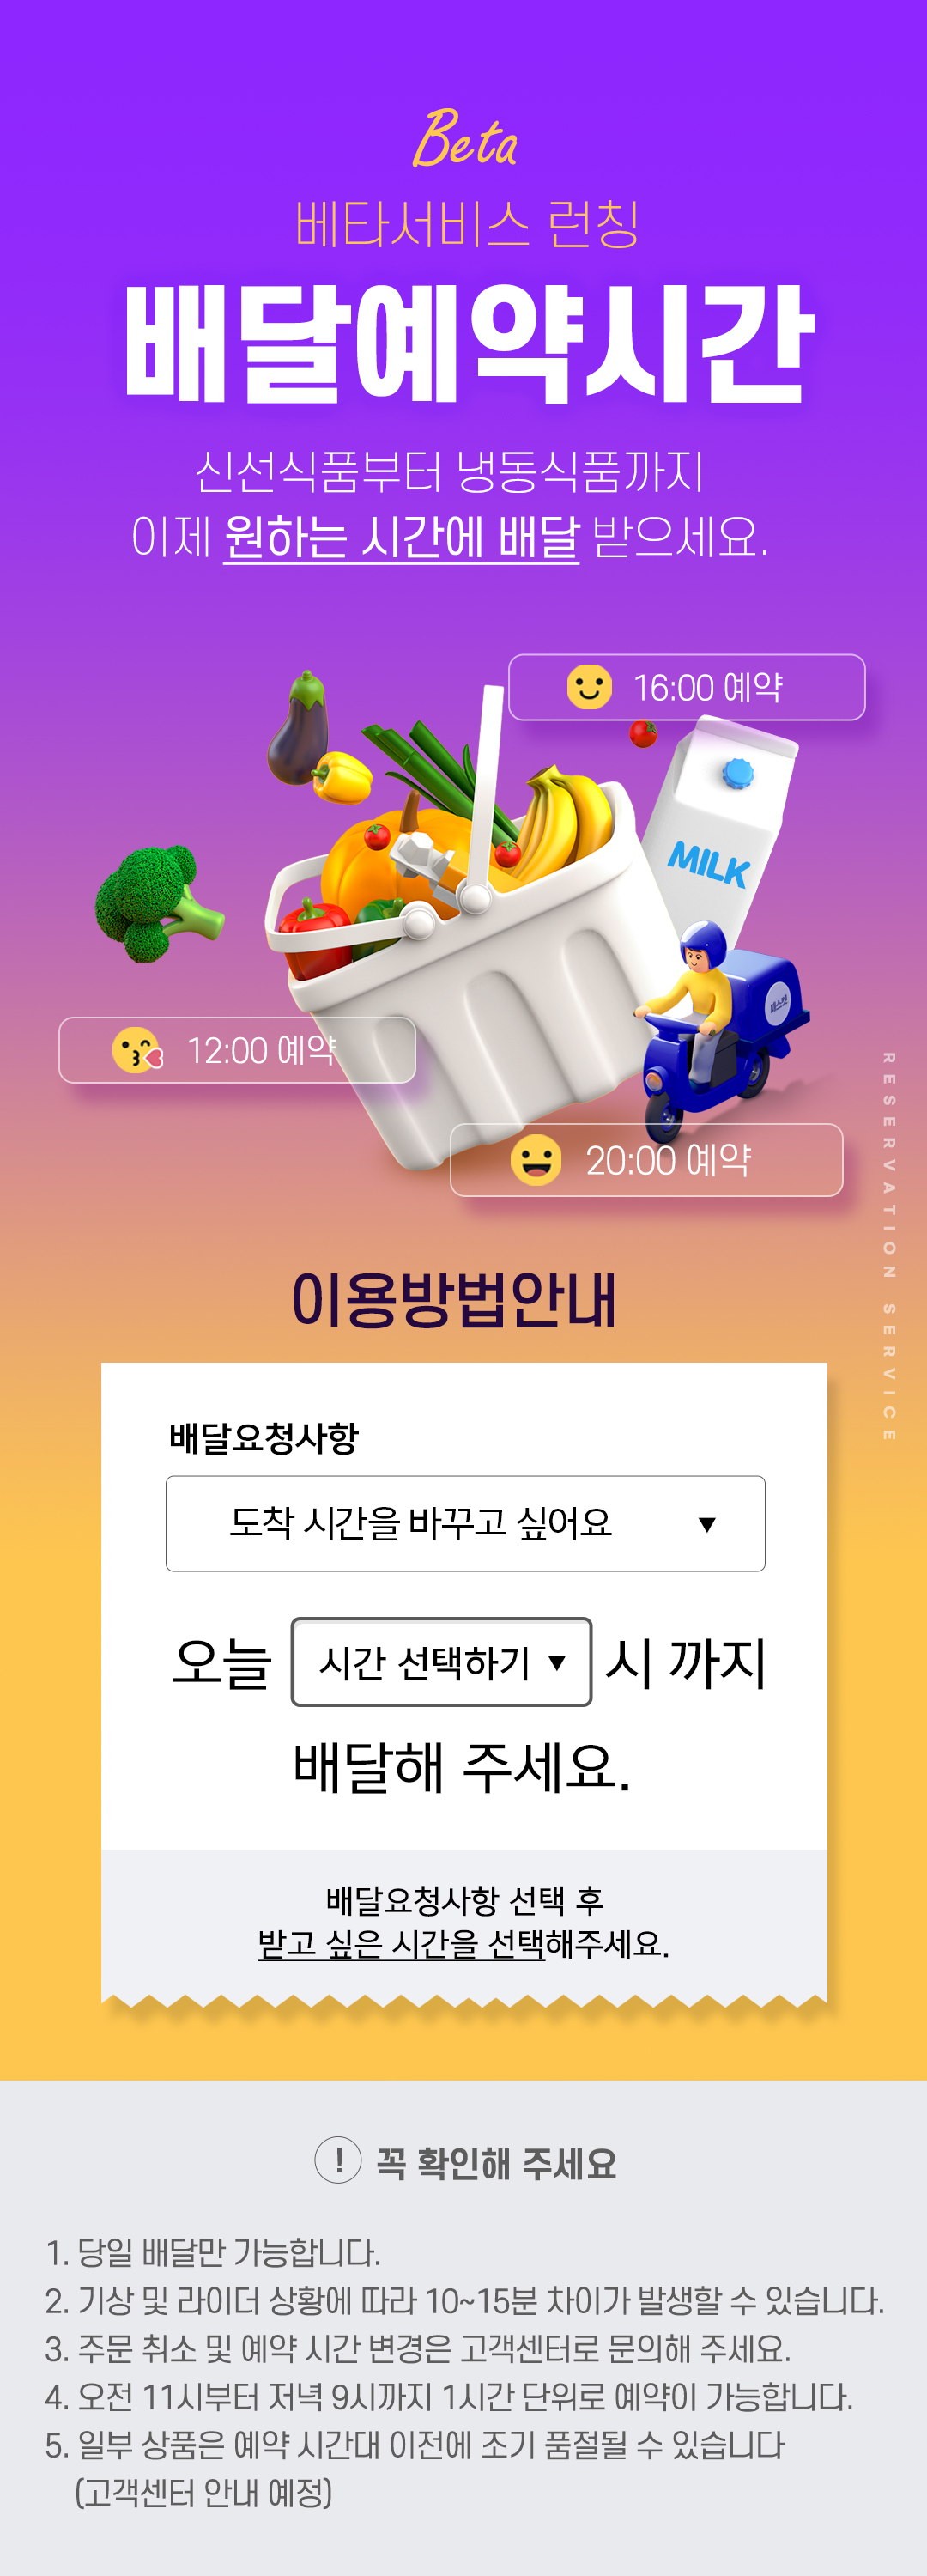 Beta
베타서비스 런칭
배달예약시간
신선식품부터 냉동식품까지
이제 원하는 시간에 배달 받으세요.
16:00 예약
MILK
12:00 예약
20:00 예약
RESERVATION SERVICE
이용방법안내
배달요청사항
도착 시간을 바꾸고 싶어요 ▼
오늘 시간 선택하기 ▼ 시 까지
배달해 주세요.
배달요청사항 선택 후
받고 싶은 시간을 선택해주세요.
! 꼭 확인해 주세요
1. 당일 배달만 가능합니다.
2. 기상 및 라이더 상황에 따라 10~15분 차이가 발생할 수 있습니다.
3. 주문 취소 및 예약 시간 변경은 고객센터로 문의해 주세요.
4. 오전 11시부터 저녁 9시까지 1시간 단위로 예약이 가능합니다.
5. 일부 상품은 예약 시간대 이전에 조기 품절될 수 있습니다
(고객센터 안내 예정)